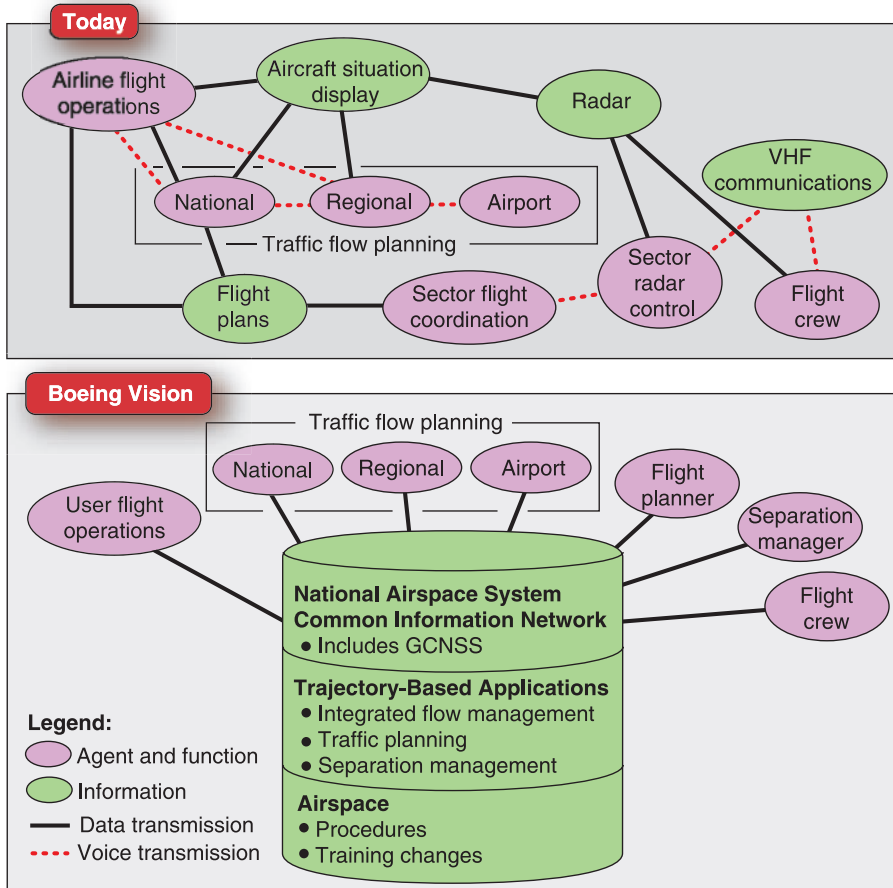 Today
Airline flight
operations
Aircraft situation
display
Radar
VHF
communications
National
Regional
Airport
Traffic flow planning
Flight
plans
Sector flight
coordination
Sector
radar
control
Flight
crew
Boeing Vision
Traffic flow planning
National
Regional
Airport
Flight
planner
User flight
operations
Separation
manager
Flight
crew
National Airspace System
Common Information Network
• Includes GCNSS
Trajectory-Based Applications
• Integrated flow management
• Traffic planning
• Separation management
Airspace
• Procedures
• Training changes
Legend:
Agent and function
Information
Data transmission
Voice transmission